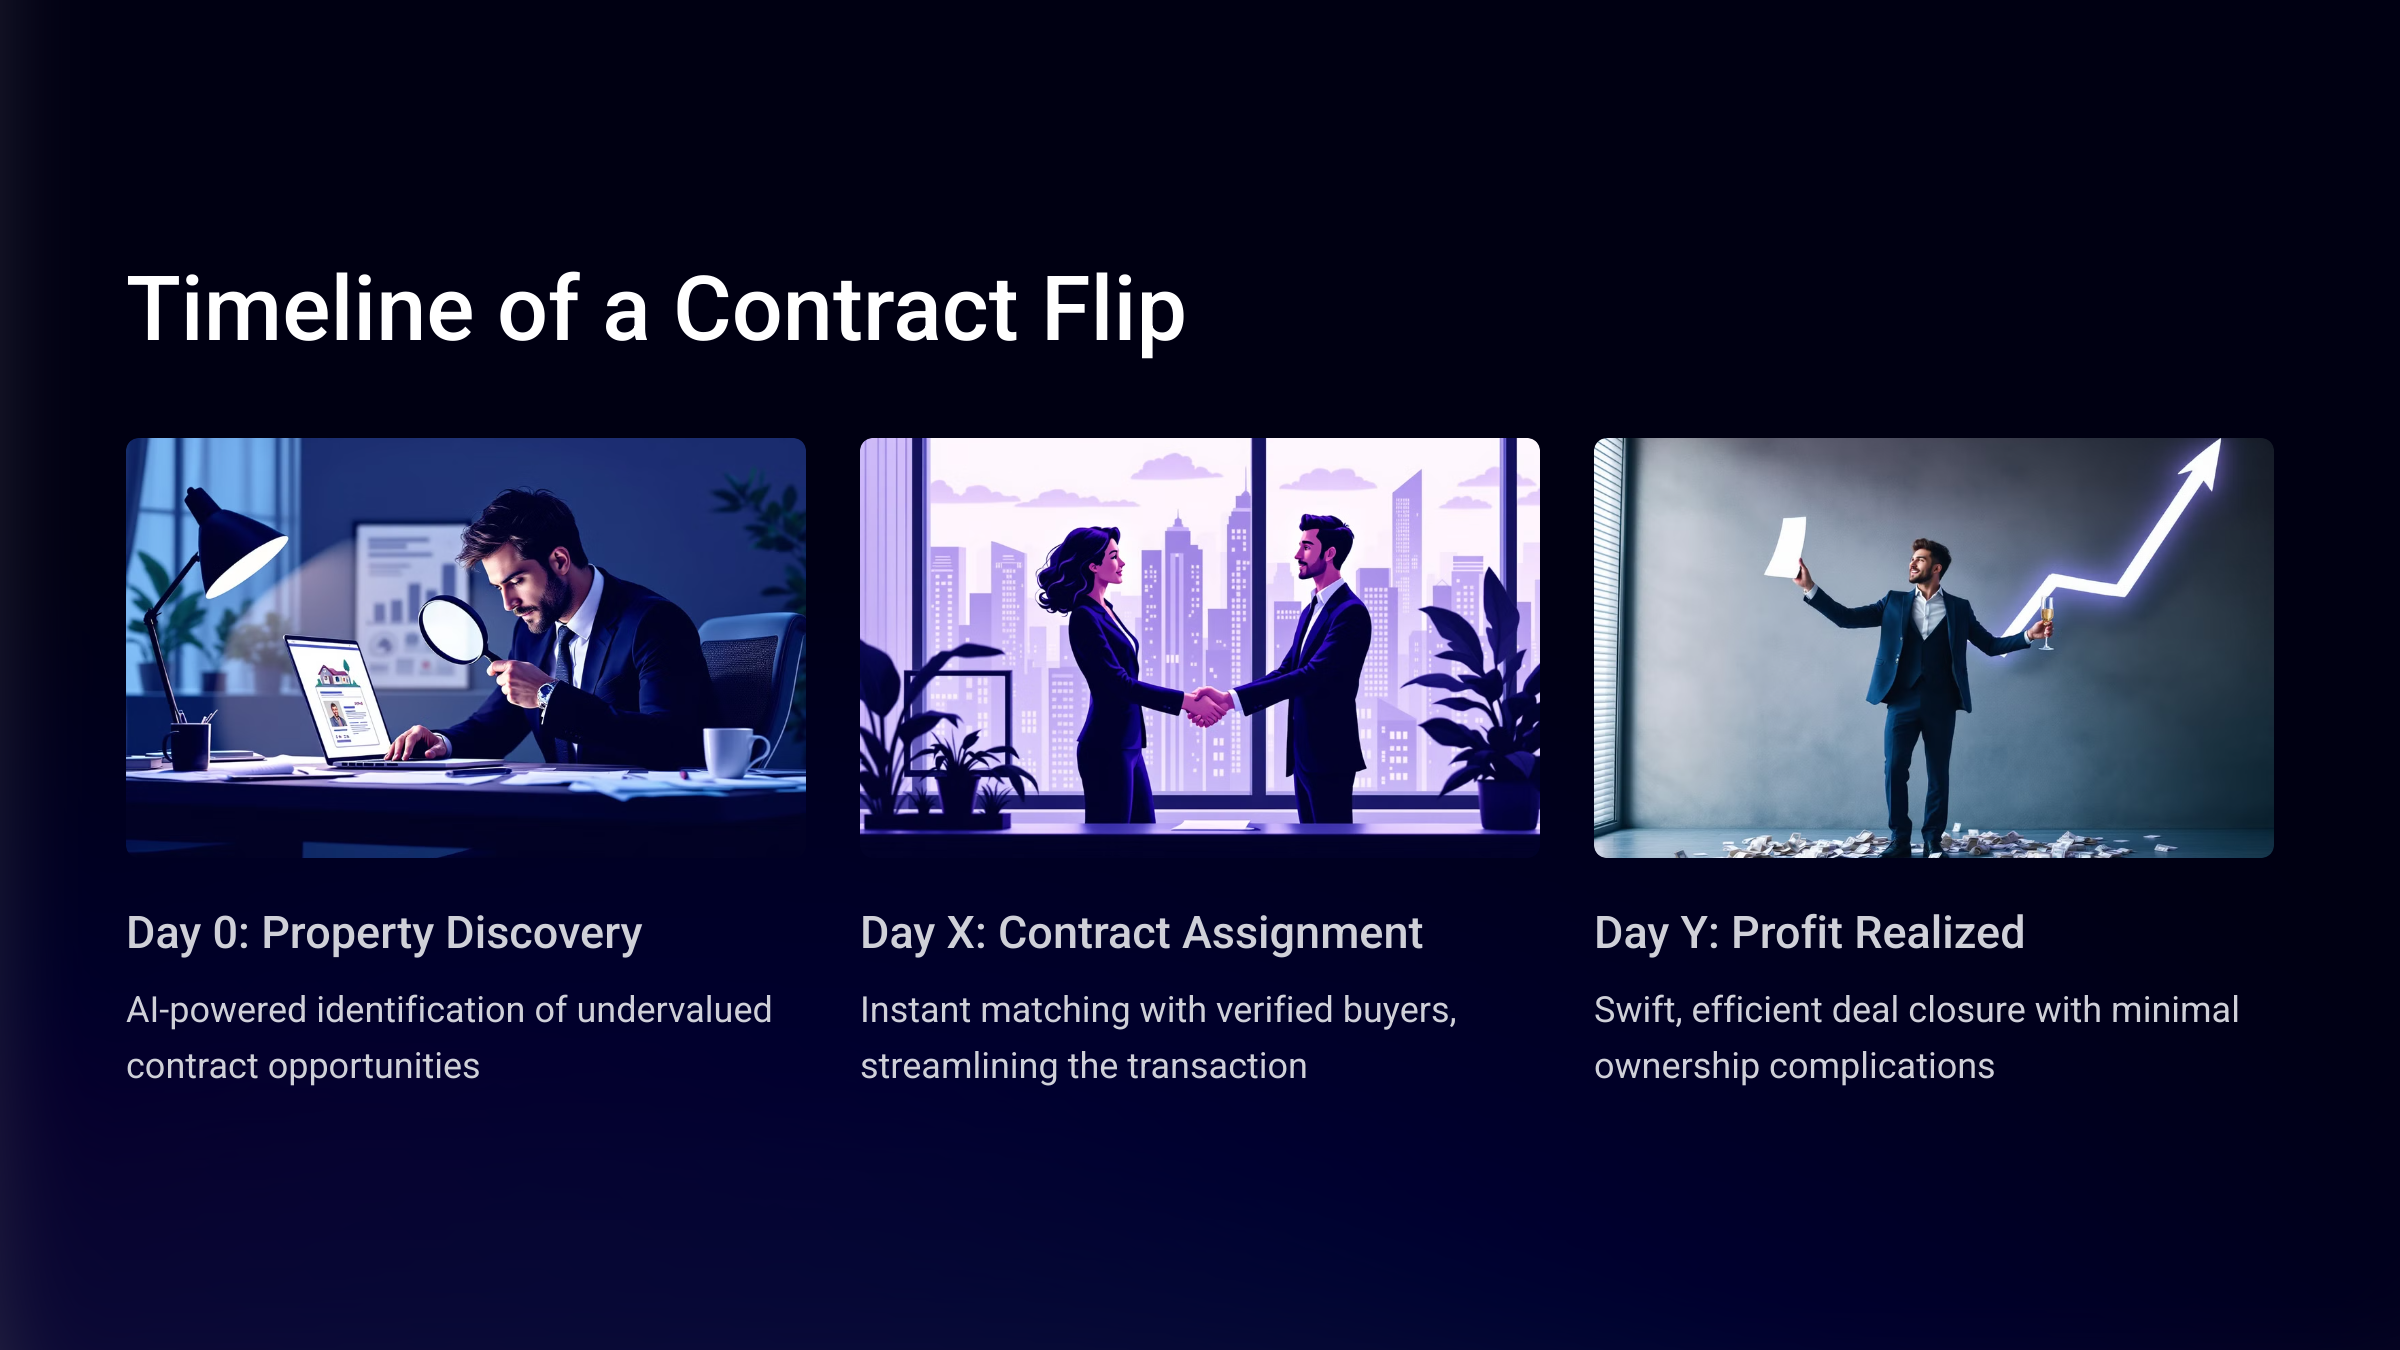 Timeline of a Contract Flip
Day 0: Property Discovery
AI-powered identification of undervalued
contract opportunities
Day X: Contract Assignment
Instant matching with verified buyers,
streamlining the transaction
Day Y: Profit Realized
Swift, efficient deal closure with minimal
ownership complications